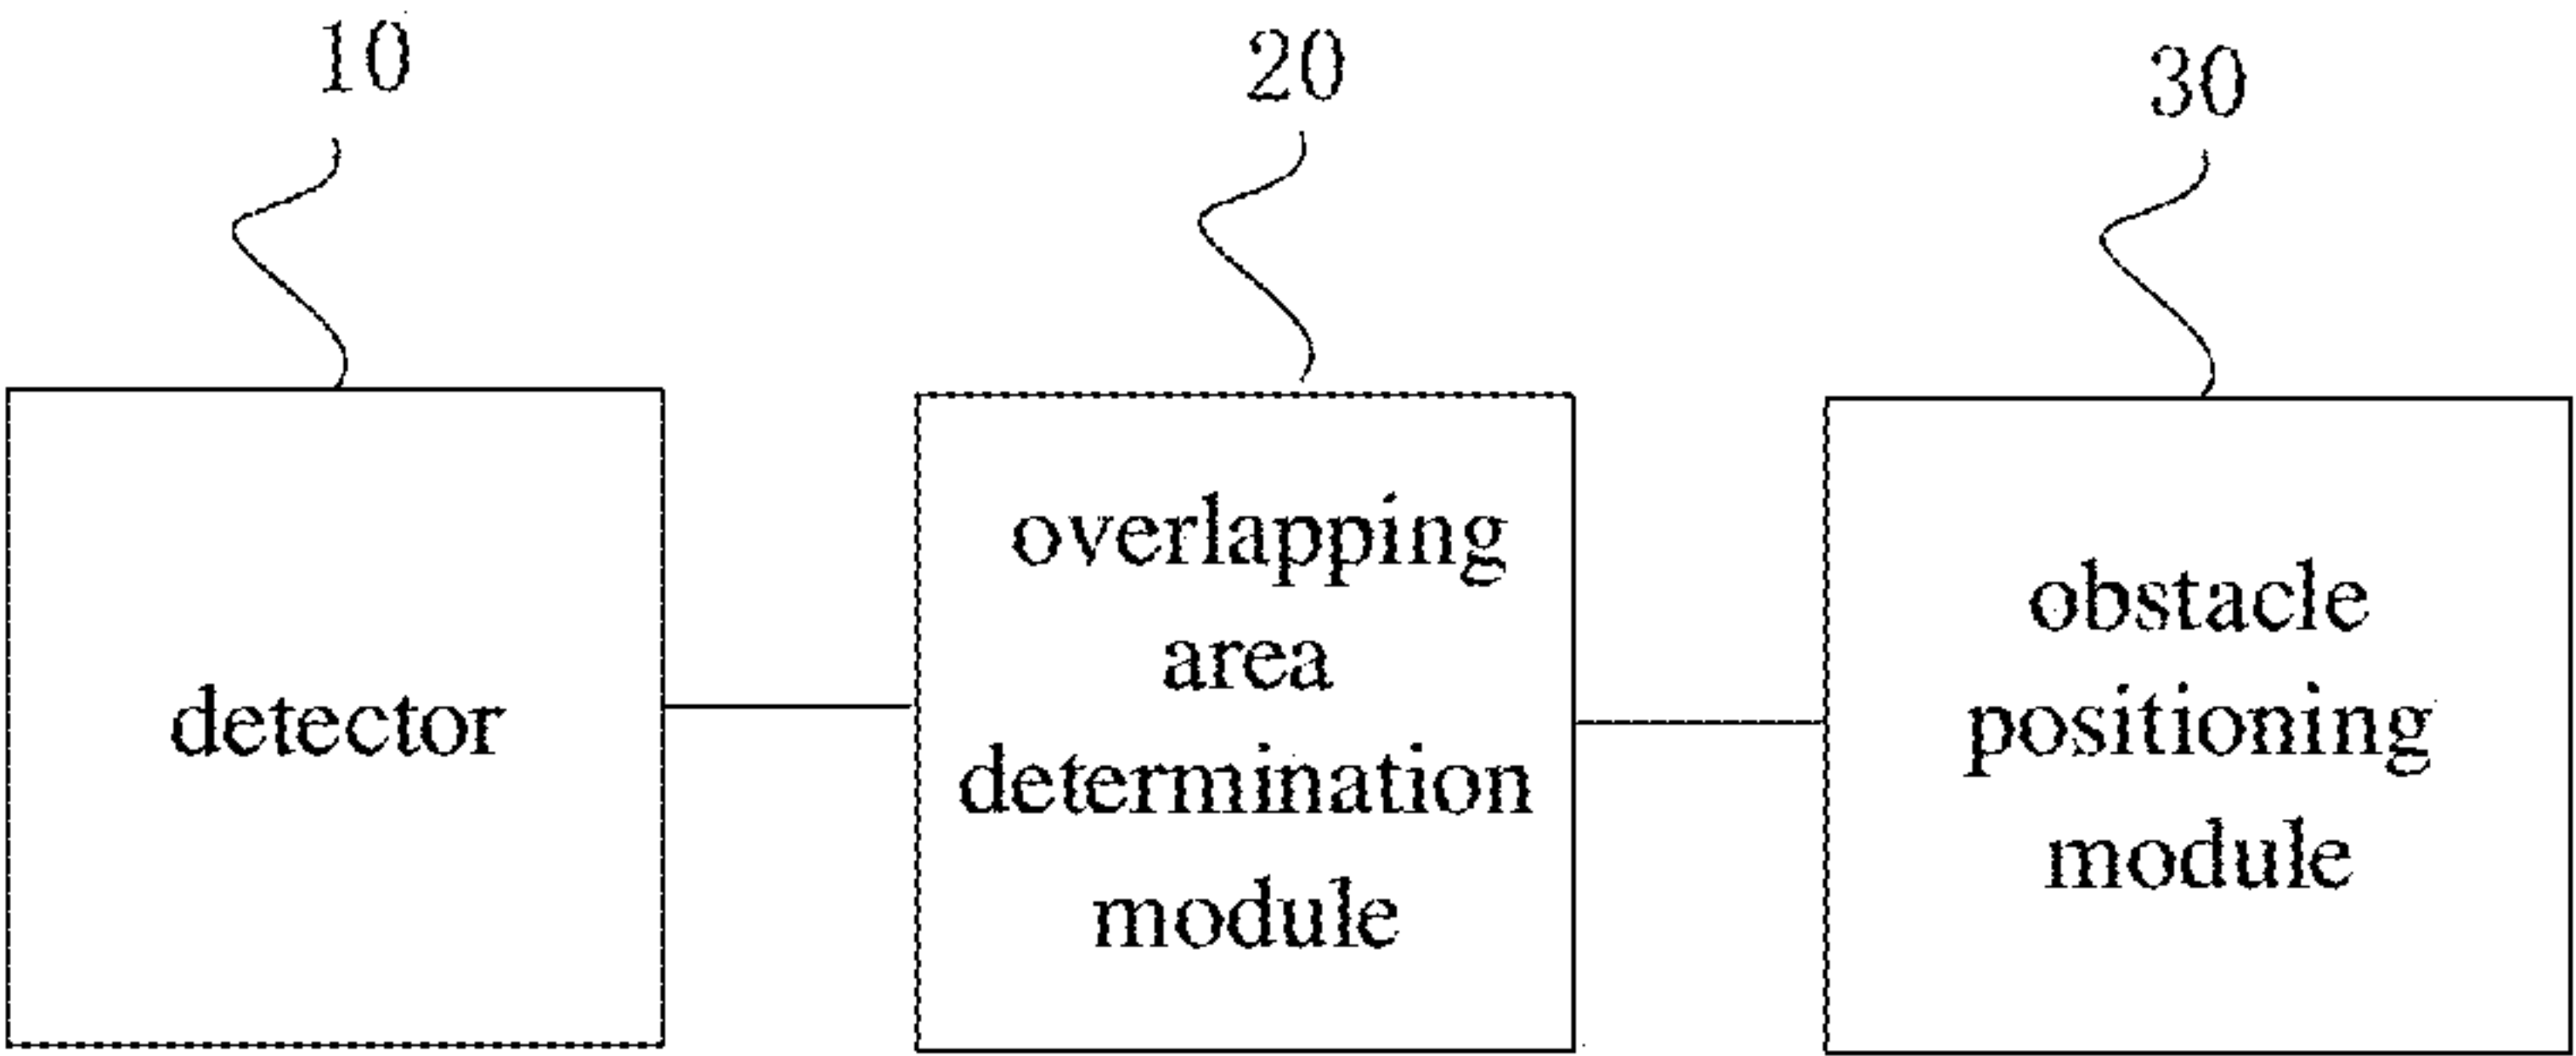 10
20
30
detector
overlapping
area
determination
module
obstacle
positioning
module